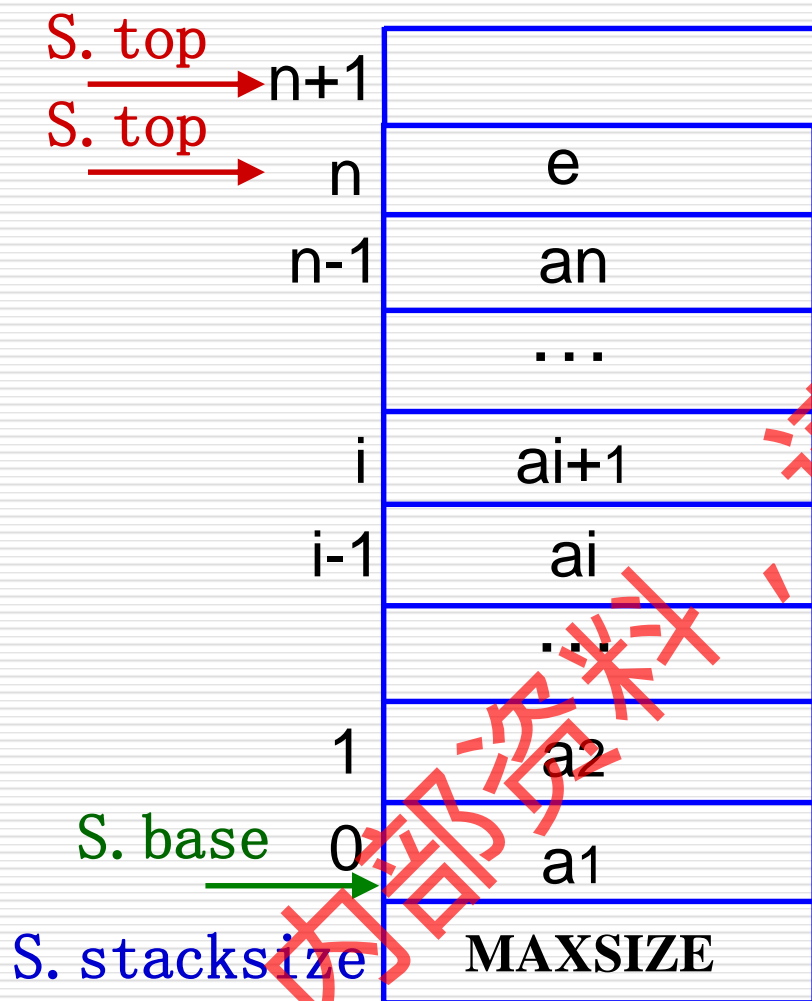 S. top
n+1
S. top
n
e
n-1
an
...
i
ai+1
i-1
ai
...
1
a2
S. base
0
a1
S. stacksize
MAXSIZE
内部资料,